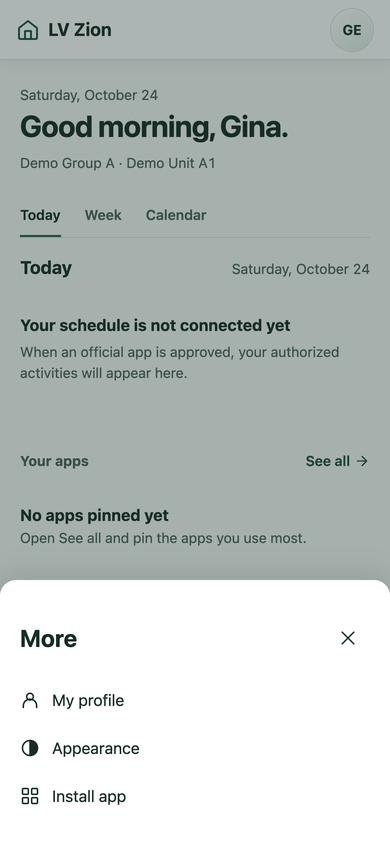 LV Zion
GE
Saturday, October 24
Good morning, Gina.
Demo Group A · Demo Unit A1
Today
Week
Calendar
Today
Saturday, October 24
Your schedule is not connected yet
When an official app is approved, your authorized
activities will appear here.
Your apps
See all
No apps pinned yet
Open See all and pin the apps you use most.
More
My profile
Appearance
Install app